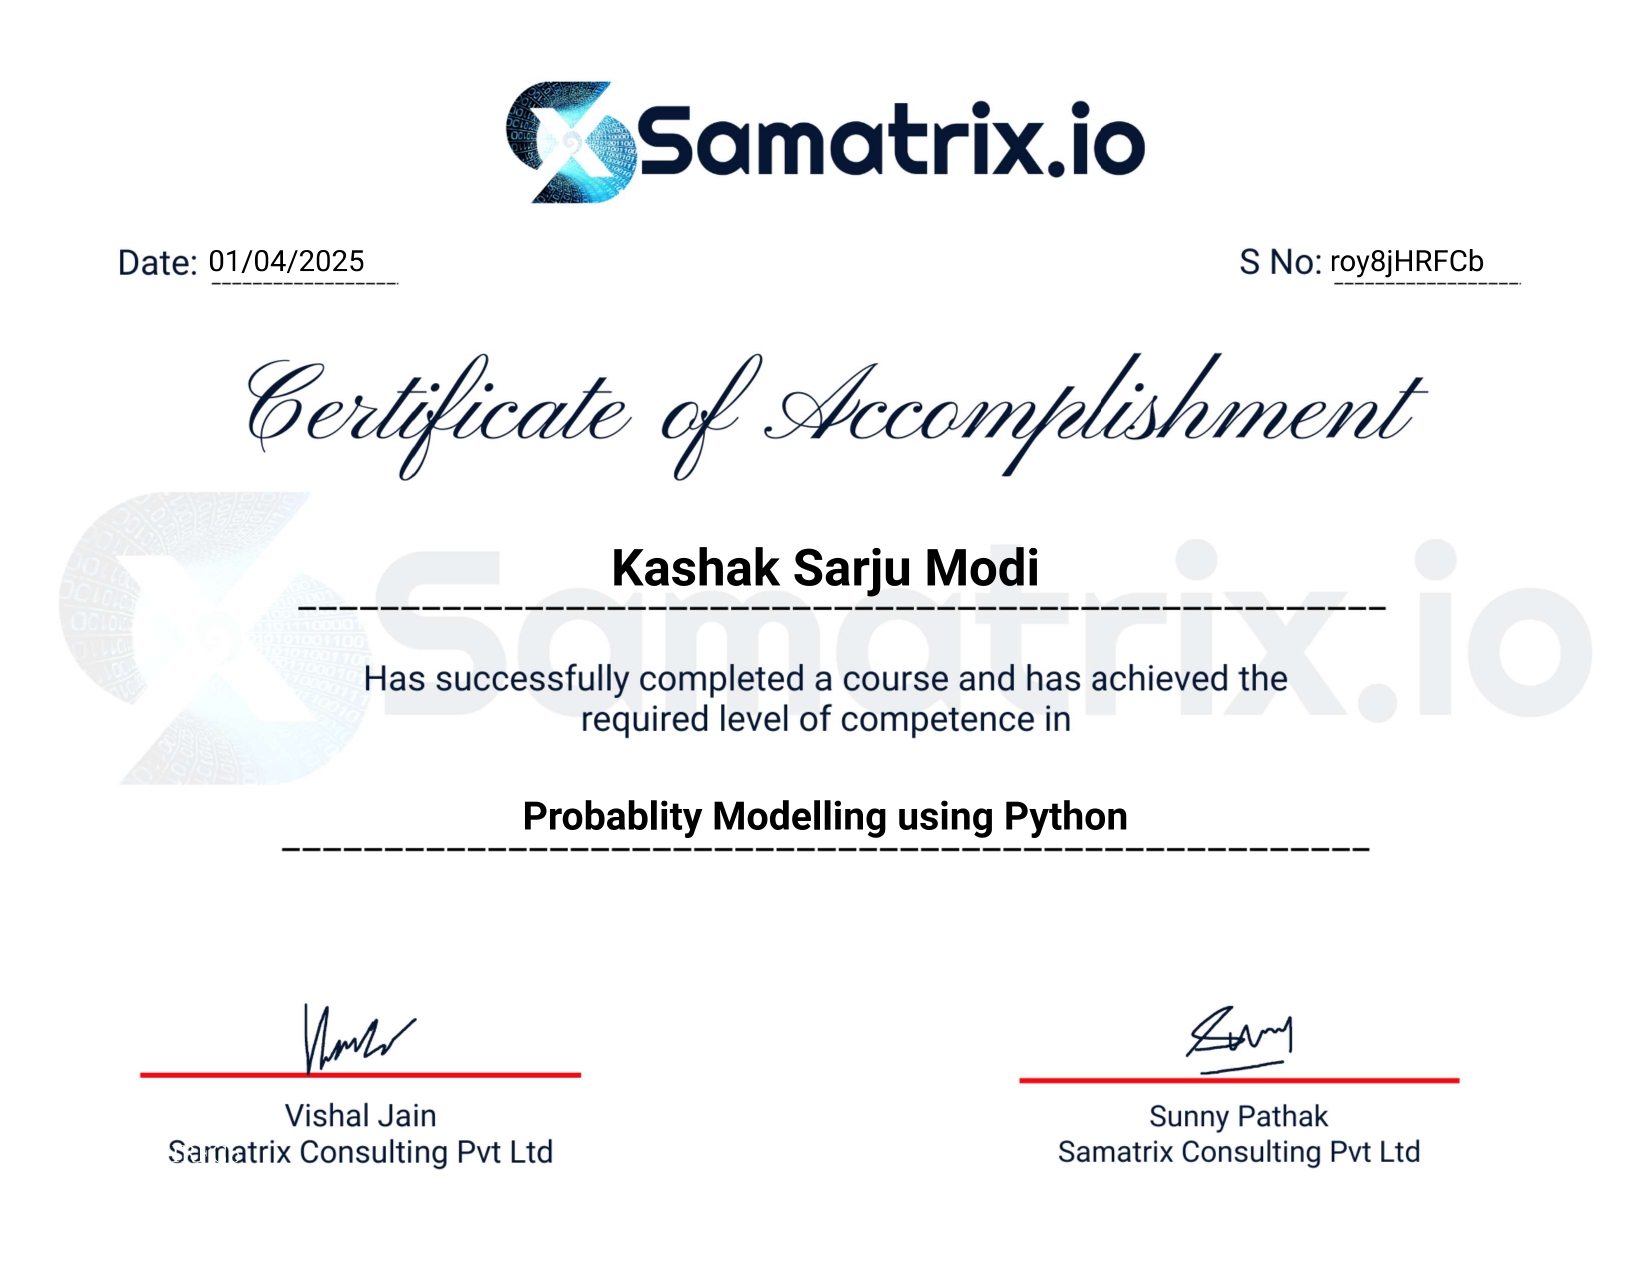 Samatrix.io
Date: 01/04/2025
S No: roy8jHRFCb
Certificate of Accomplishment
Samatrix.io
Kashak Sarju Modi
Has successfully completed a course and has achieved the
required level of competence in
Probablity Modelling using Python
Vishal Jain
Samatrix Consulting Pvt Ltd
Sunny Pathak
Samatrix Consulting Pvt Ltd